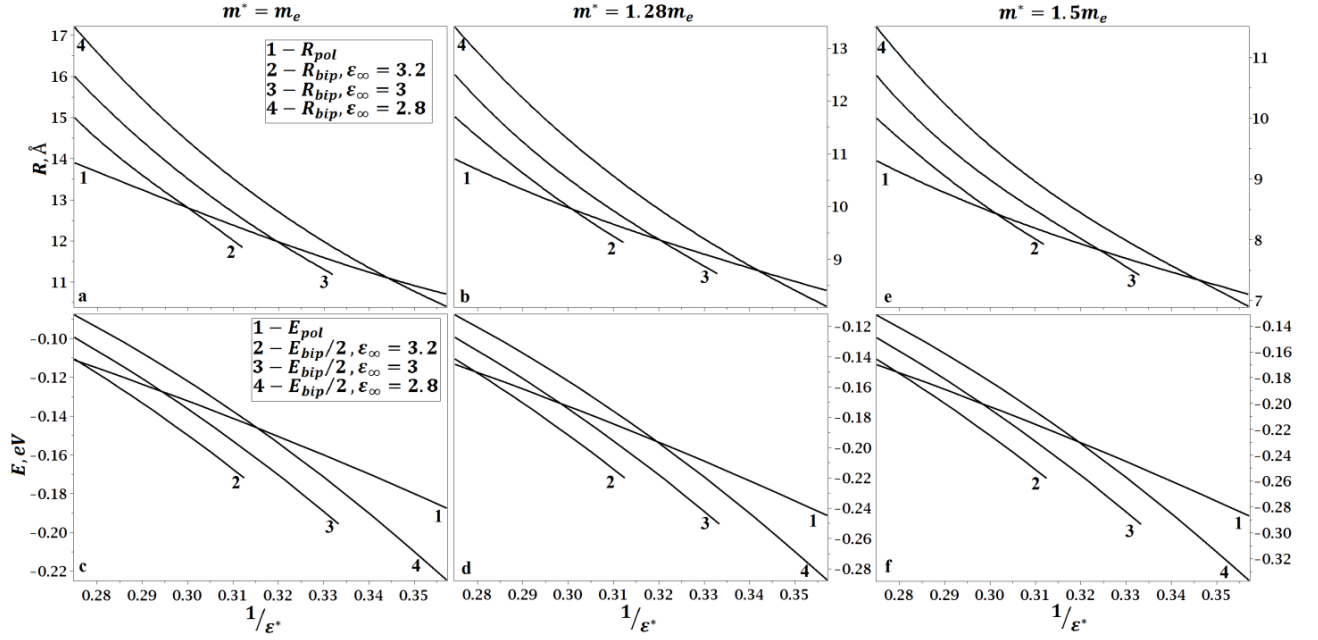 m* = mₑ
m* = 1.28mₑ
m* = 1.5mₑ
17
16
15
14
13
12
11
R, Å
4
1
2
3
a
1 − R_pol
2 − R_bip, ε_∞ = 3.2
3 − R_bip, ε_∞ = 3
4 − R_bip, ε_∞ = 2.8
4
1
2
3
b
13
12
11
10
9
4
1
2
3
e
11
10
9
8
7
−0.10
−0.12
−0.14
−0.16
−0.18
−0.20
−0.22
E, eV
1 − E_pol
2 − E_bip/2, ε_∞ = 3.2
3 − E_bip/2, ε_∞ = 3
4 − E_bip/2, ε_∞ = 2.8
2
3
1
4
c
2
3
1
4
d
−0.12
−0.14
−0.16
−0.18
−0.20
−0.22
−0.24
−0.26
−0.28
2
3
1
4
f
−0.14
−0.16
−0.18
−0.20
−0.22
−0.24
−0.26
−0.28
−0.30
−0.32
0.28 0.29 0.30 0.31 0.32 0.33 0.34 0.35
0.28 0.29 0.30 0.31 0.32 0.33 0.34 0.35
0.28 0.29 0.30 0.31 0.32 0.33 0.34 0.35
1/ε*
1/ε*
1/ε*